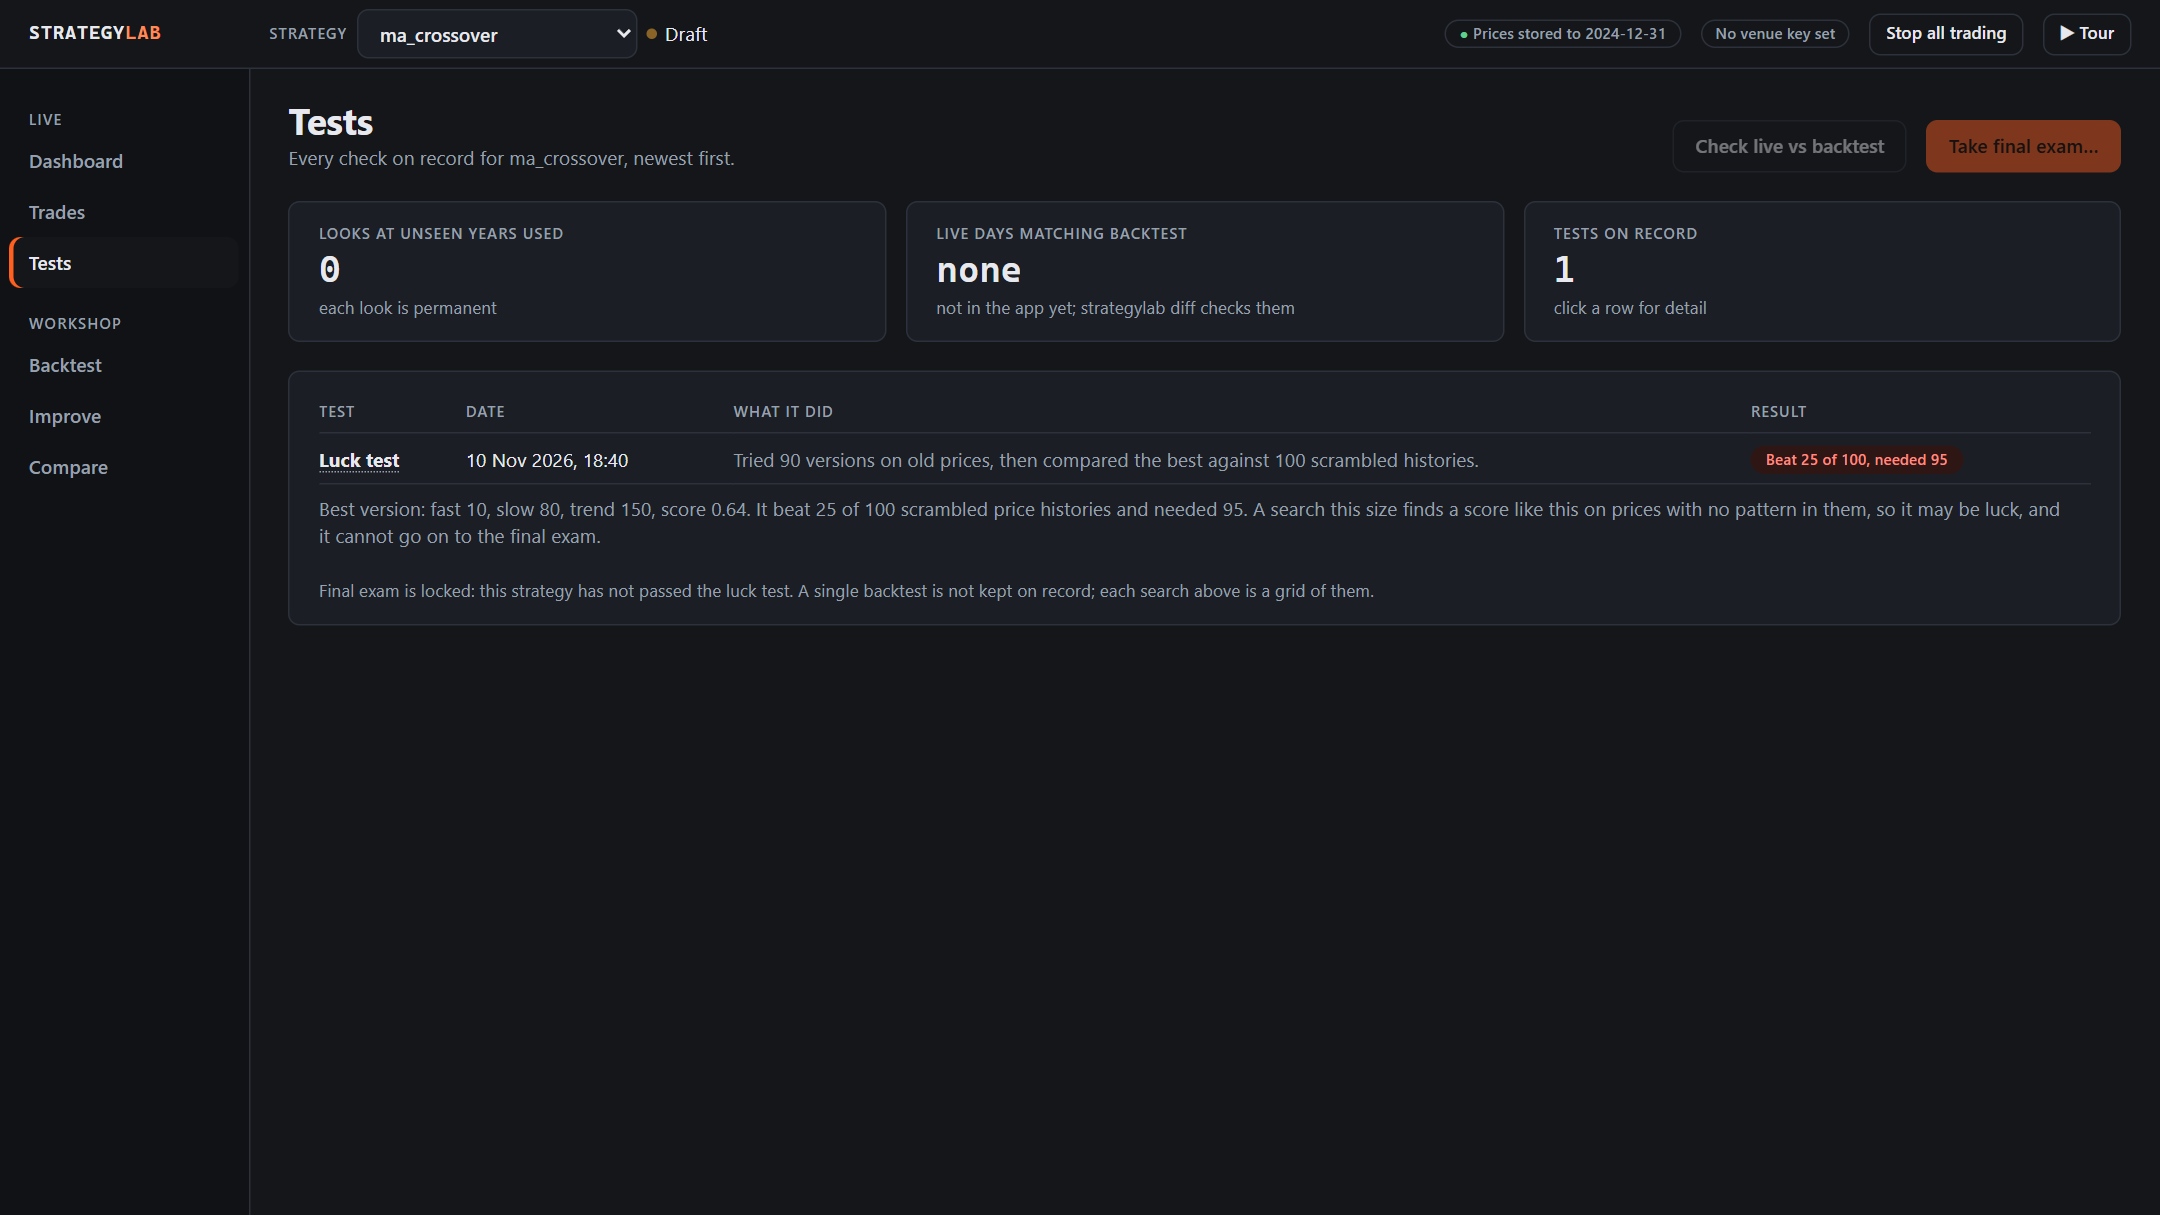 STRATEGYLAB
STRATEGY
ma_crossover
Draft
Prices stored to 2024-12-31
No venue key set
Stop all trading
▶ Tour
LIVE
Dashboard
Trades
Tests
WORKSHOP
Backtest
Improve
Compare
Tests
Every check on record for ma_crossover, newest first.
Check live vs backtest
Take final exam...
LOOKS AT UNSEEN YEARS USED
0
each look is permanent
LIVE DAYS MATCHING BACKTEST
none
not in the app yet; strategylab diff checks them
TESTS ON RECORD
1
click a row for detail
TEST DATE WHAT IT DID RESULT
Luck test 10 Nov 2026, 18:40 Tried 90 versions on old prices, then compared the best against 100 scrambled histories. Beat 25 of 100, needed 95
Best version: fast 10, slow 80, trend 150, score 0.64. It beat 25 of 100 scrambled price histories and needed 95. A search this size finds a score like this on prices with no pattern in them, so it may be luck, and
it cannot go on to the final exam.
Final exam is locked: this strategy has not passed the luck test. A single backtest is not kept on record; each search above is a grid of them.